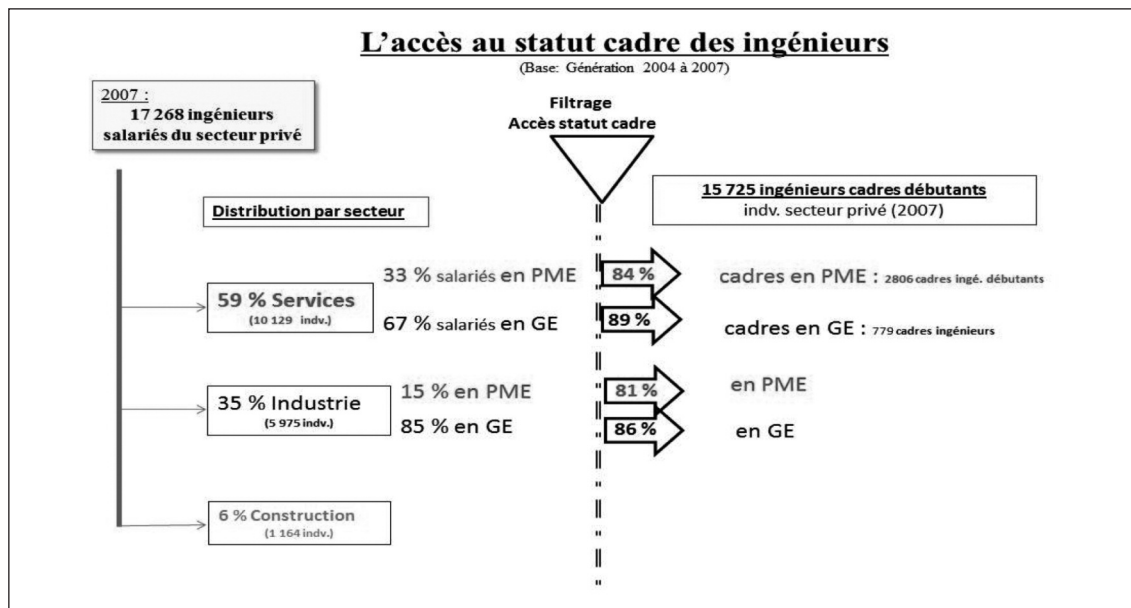 L'accès au statut cadre des ingénieurs
(Base: Génération 2004 à 2007)
2007 :
17 268 ingénieurs
salariés du secteur privé
Filtrage
Accès statut cadre
15 725 ingénieurs cadres débutants
indv. secteur privé (2007)
Distribution par secteur
59 % Services
(10 129 indv.)
33 % salariés en PME
84 %
cadres en PME : 2806 cadres ingé. débutants
67 % salariés en GE
89 %
cadres en GE : 779 cadres ingénieurs
35 % Industrie
(5 975 indv.)
15 % en PME
81 %
en PME
85 % en GE
86 %
en GE
6 % Construction
(1 164 indv.)